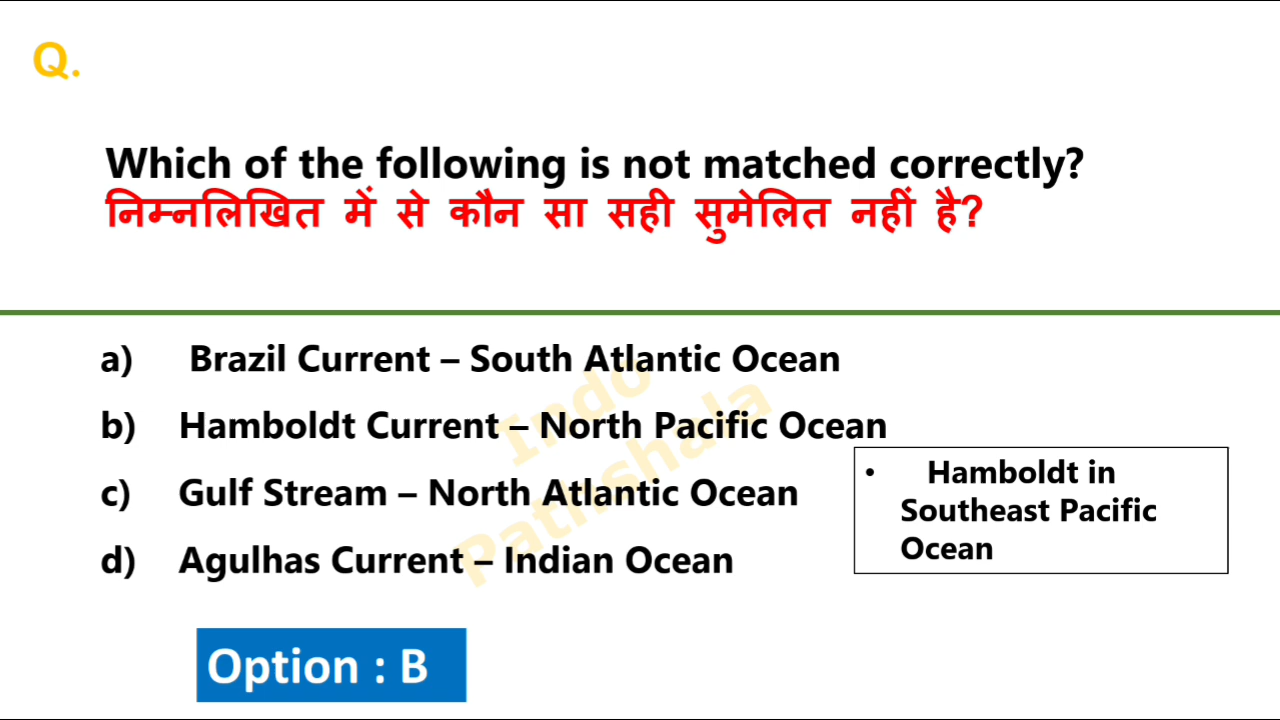 Q.
Which of the following is not matched correctly?
निम्नलिखित में से कौन सा सही सुमेलित नहीं है?
a) Brazil Current – South Atlantic Ocean
b) Hamboldt Current – North Pacific Ocean
c) Gulf Stream – North Atlantic Ocean
d) Agulhas Current – Indian Ocean
• Hamboldt in
Southeast Pacific
Ocean
Option : B
Indo
Pathshala